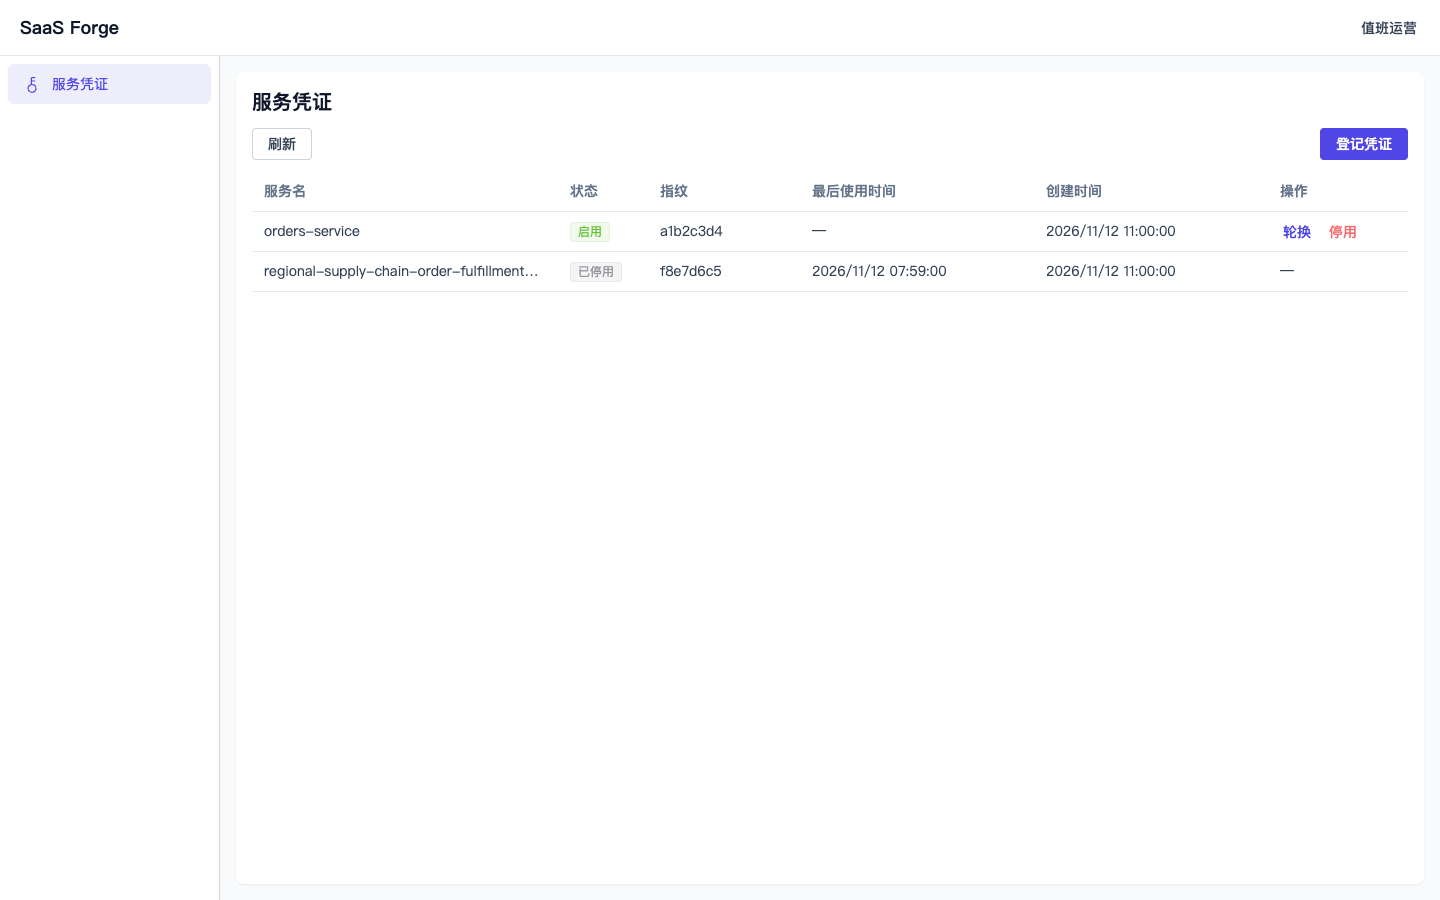 SaaS Forge
值班运营
服务凭证
服务凭证
刷新
登记凭证
服务名 状态 指纹 最后使用时间 创建时间 操作
orders-service 启用 a1b2c3d4 — 2026/11/12 11:00:00 轮换 停用
regional-supply-chain-order-fulfillment... 已停用 f8e7d6c5 2026/11/12 07:59:00 2026/11/12 11:00:00 —